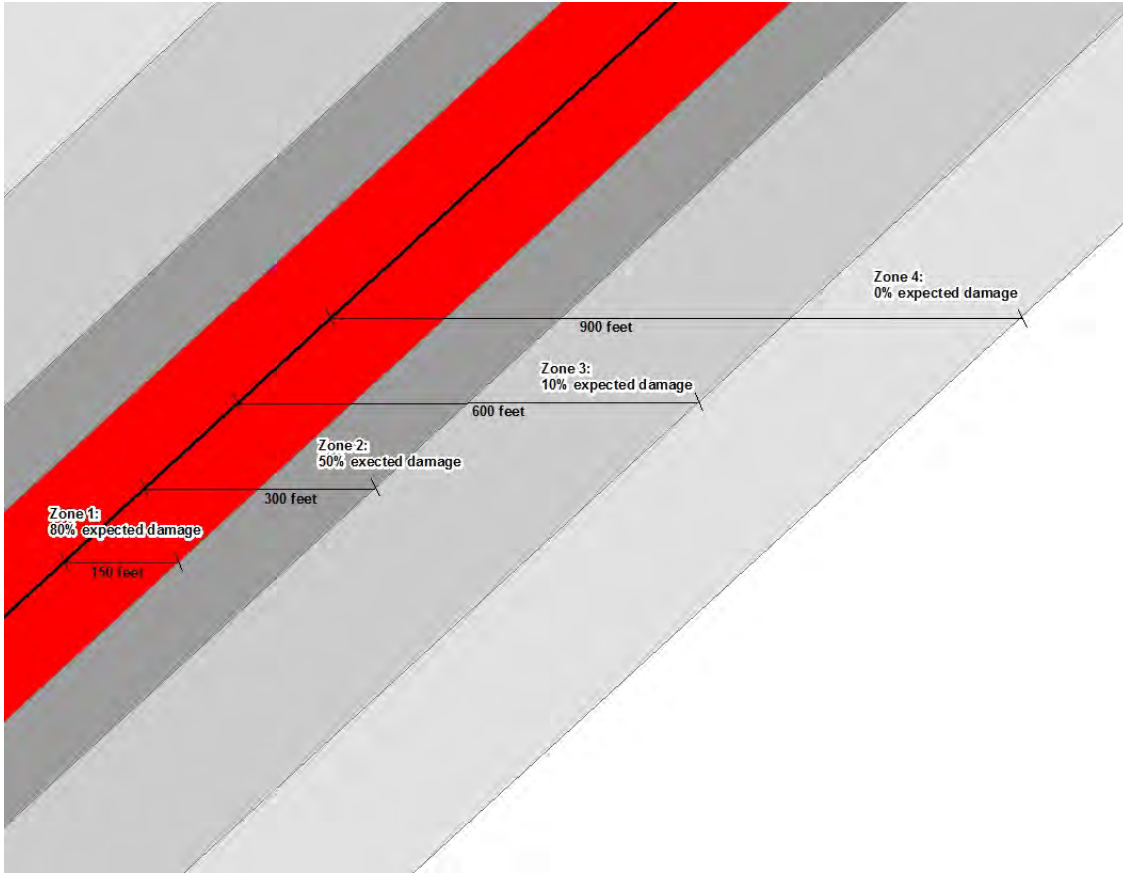 Zone 4:
0% expected damage
900 feet
Zone 3:
10% expected damage
600 feet
Zone 2:
50% exected damage
300 feet
Zone 1:
80% expected damage
150 feet